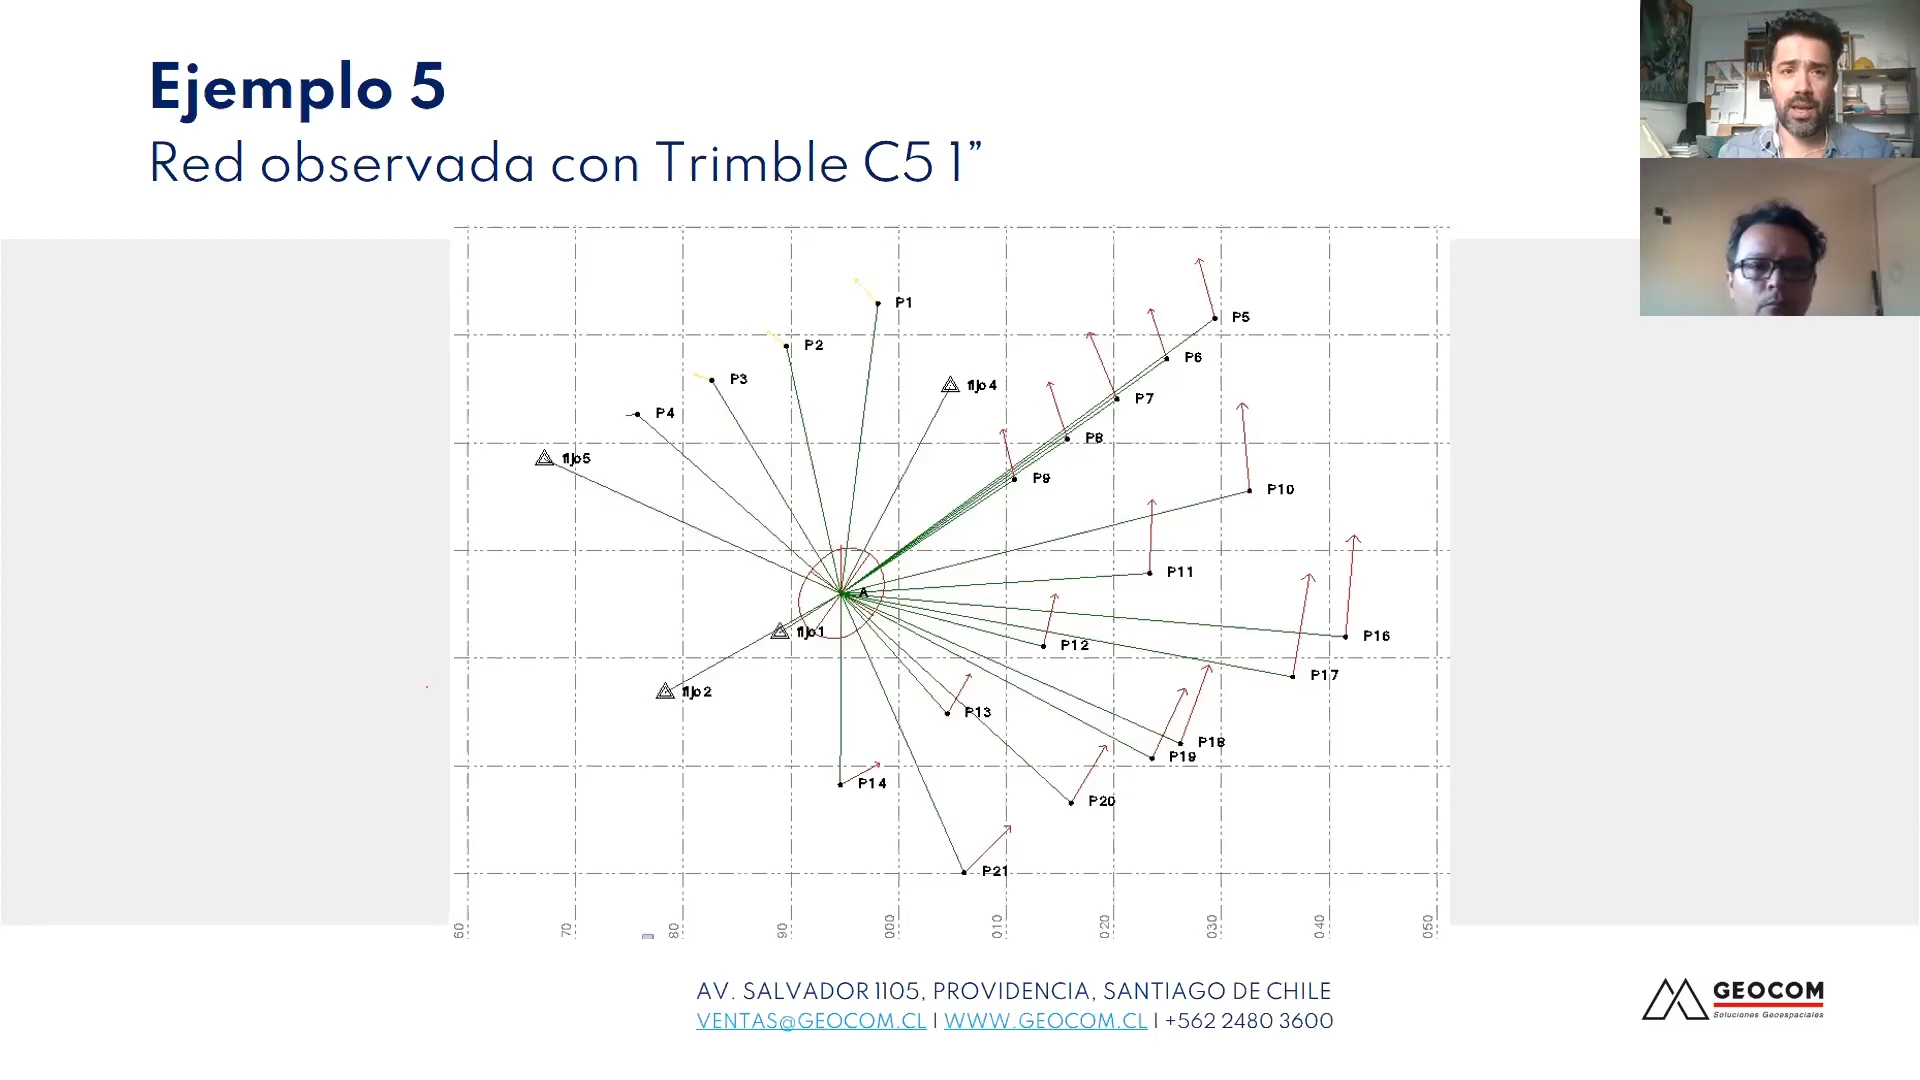 Ejemplo 5
Red observada con Trimble C5 1”
P1
P5
P2
P6
P3
fijo4
P7
P4
P8
fijo5
P9
P10
P11
A
fijo1
P16
P12
P17
fijo2
P13
P18
P19
P14
P20
P21
60
70
80
90
00
010
020
030
040
050
AV. SALVADOR 1105, PROVIDENCIA, SANTIAGO DE CHILE
VENTAS@GEOCOM.CL | WWW.GEOCOM.CL | +562 2480 3600
GEOCOM
Soluciones Geoespaciales